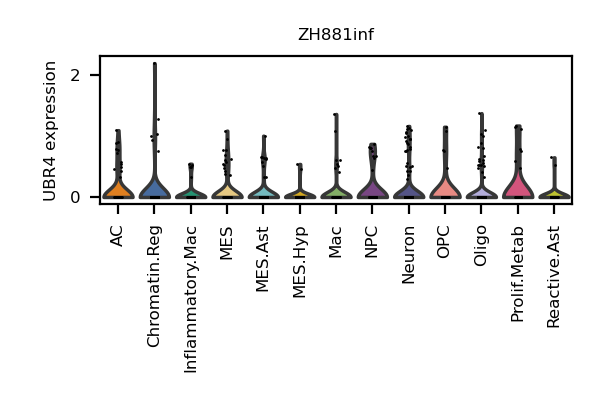 ZH881inf
UBR4 expression
2
0
AC
Chromatin.Reg
Inflammatory.Mac
MES
MES.Ast
MES.Hyp
Mac
NPC
Neuron
OPC
Oligo
Prolif.Metab
Reactive.Ast